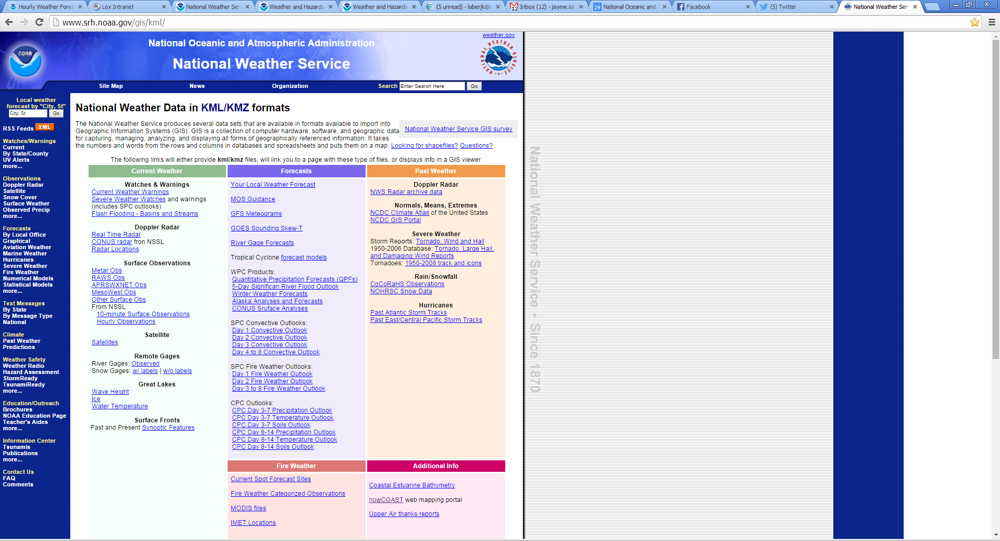 Hourly Weather Forec
Lox Intranet
National Weather Ser
Weather and Hazards
Weather and Hazards
(5 unread) - laberjk@s
Inbox (12) - jayme.lab
National Oceanic and
Facebook
(5) Twitter
National Weather Ser
www.srh.noaa.gov/gis/kml/
weather.gov
National Oceanic and Atmospheric Administration
National Weather Service
NOAA
NATIONAL WEATHER SERVICE
Site Map News Organization Search Enter Search Here Go
Local weather
forecast by "City, St"
City, St Go
RSS Feeds XML
Watches/Warnings
Current
By State/County
UV Alerts
more...
Observations
Doppler Radar
Satellite
Snow Cover
Surface Weather
Observed Precip
more...
Forecasts
By Local Office
Graphical
Aviation Weather
Marine Weather
Hurricanes
Severe Weather
Fire Weather
Numerical Models
Statistical Models
more...
Text Messages
By State
By Message Type
National
Climate
Past Weather
Predictions
Weather Safety
Weather Radio
Hazard Assessment
StormReady
TsunamiReady
more...
Education/Outreach
Brochures
NOAA Education Page
Teacher's Aides
more...
Information Center
Tsunamis
Publications
more...
Contact Us
FAQ
Comments
National Weather Data in KML/KMZ formats
National Weather Service GIS survey
The National Weather Service produces several data sets that are available in formats available to import into
Geographic Information Systems (GIS). GIS is a collection of computer hardware, software, and geographic data
for capturing, managing, analyzing, and displaying all forms of geographically referenced information. It takes
the numbers and words from the rows and columns in databases and spreadsheets and puts them on a map. Looking for shapefiles? Questions?
The following links will either provide kml/kmz files, will link you to a page with these type of files, or displays info in a GIS viewer.
Current Weather
Watches & Warnings
Current Weather Warnings
Severe Weather Watches and warnings
(includes SPC outlooks)
Flash Flooding - Basins and Streams
Doppler Radar
Real Time Radar
CONUS radar fron NSSL
Radar Locations
Surface Observations
Metar Obs
RAWS Obs
APRSWXNET Obs
MesoWest Obs
Other Surface Obs
From NSSL
10-minute Surface Observations
Hourly Observations
Satellite
Satellites
Remote Gages
River Gages: Observed
Snow Gages: w/ labels | w/o labels
Great Lakes
Wave Height
Ice
Water Temperature
Surface Fronts
Past and Present Synoptic Features
Forecasts
Your Local Weather Forecast
MOS Guidance
GFS Meteograms
GOES Sounding Skew-T
River Gage Forecasts
Tropical Cyclone forecast models
WPC Products:
Quantitative Precipitation Forecasts (QPFs)
5-Day Significan River Flood Outlook
Winter Weather Forecasts
Alaska Analyses and Forecasts
CONUS Sruface Analyses
SPC Convective Outlooks:
Day 1 Convective Outlook
Day 2 Convective Outlook
Day 3 Convective Outlook
Day 4 to 8 Convective Outlook
SPC Fire Weather Outlooks:
Day 1 Fire Weather Outlook
Day 2 Fire Weather Outlook
Day 3 to 8 Fire Weather Outlook
CPC Outlooks:
CPC Day 3-7 Precipitation Outlook
CPC Day 3-7 Temperature Outlook
CPC Day 3-7 Soils Outlook
CPC Day 8-14 Precipitation Outlook
CPC Day 8-14 Temperature Outlook
CPC Day 8-14 Soils Outlook
Past Weather
Doppler Radar
NWS Radar archive data
Normals, Means, Extremes
NCDC Climate Atlas of the United States
NCDC GIS Portal
Severe Weather
Storm Reports: Tornado, Wind and Hail
1950-2006 Database: Tornado, Large Hail,
and Damaging Wind Reports
Tornadoes: 1950-2008 track and icons
Rain/Snowfall
CoCoRaHS Observations
NOHRSC Snow Data
Hurricanes
Past Atlantic Storm Tracks
Past East/Central Pacific Storm Tracks
Fire Weather
Current Spot Forecast Sites
Fire Weather Categorized Observations
MODIS fires
IMET Locations
Additional Info
Coastal Estuarine Bathymetry
nowCOAST web mapping portal
Upper Air thanks reports
National Weather Service • Since 1870